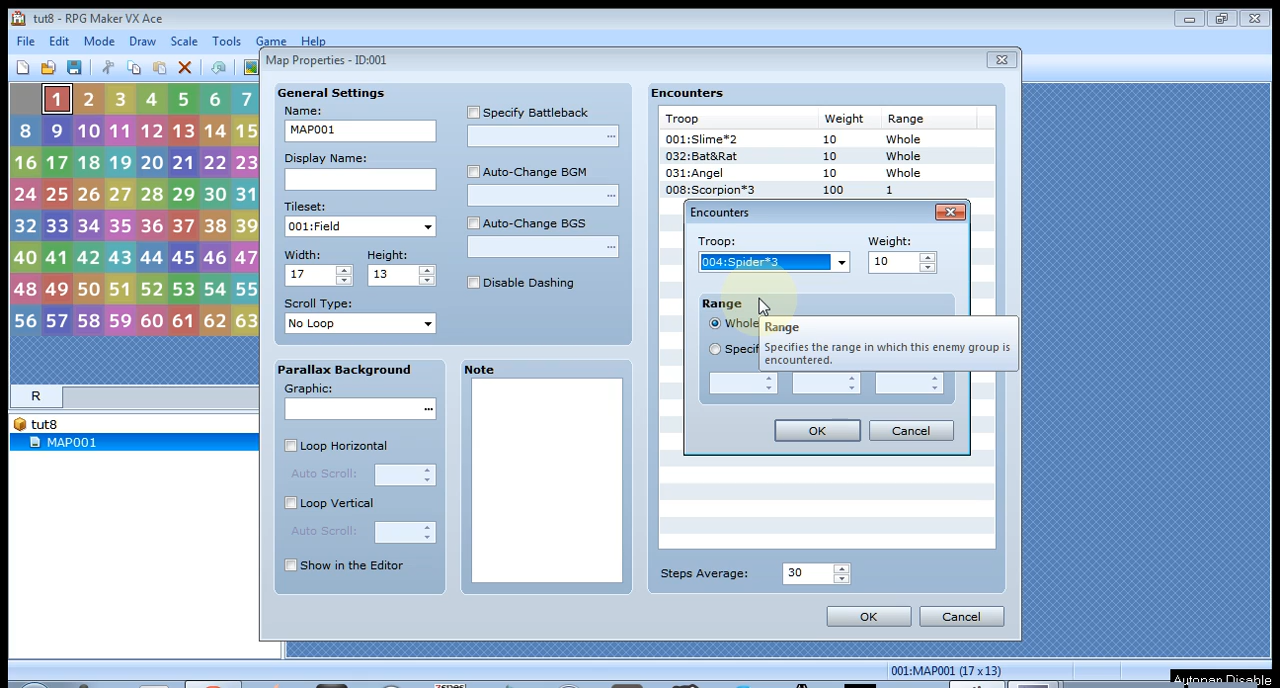 tut8 - RPG Maker VX Ace
File Edit Mode Draw Scale Tools Game Help
Map Properties - ID:001
1 2 3 4 5 6 7
8 9 10 11 12 13 14 15
16 17 18 19 20 21 22 23
24 25 26 27 28 29 30 31
32 33 34 35 36 37 38 39
40 41 42 43 44 45 46 47
48 49 50 51 52 53 54 55
56 57 58 59 60 61 62 63
R
tut8
MAP001
General Settings
Name:
MAP001
Display Name:
Tileset:
001:Field
Width: Height:
17 13
Scroll Type:
No Loop
Specify Battleback
...
Auto-Change BGM
...
Auto-Change BGS
...
Disable Dashing
Parallax Background
Graphic:
...
Loop Horizontal
Auto Scroll:
Loop Vertical
Auto Scroll:
Show in the Editor
Note
Encounters
Troop Weight Range
001:Slime*2 10 Whole
032:Bat&Rat 10 Whole
031:Angel 10 Whole
008:Scorpion*3 100 1
Encounters
Troop: Weight:
004:Spider*3 10
Range
Whole
Specif
Range
Specifies the range in which this enemy group is
encountered.
OK Cancel
Steps Average: 30
OK Cancel
001:MAP001 (17 x 13)
Autopan Disable